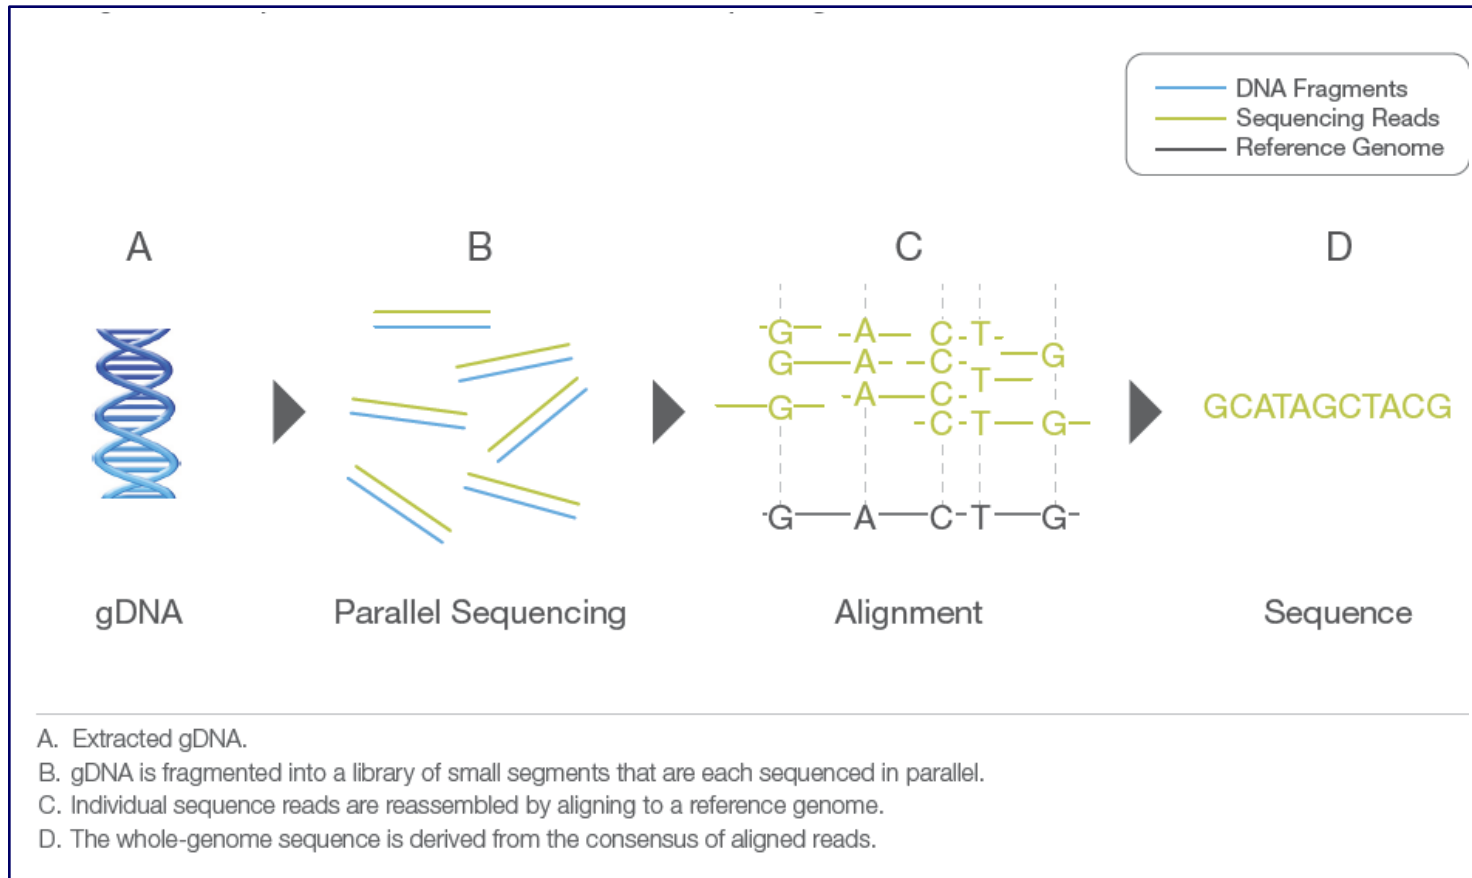 DNA Fragments
Sequencing Reads
Reference Genome
A
B
C
D
G A C T
G A C G
T
G A C
C T G
G A C T G
GCATAGCTACG
gDNA
Parallel Sequencing
Alignment
Sequence
A. Extracted gDNA.
B. gDNA is fragmented into a library of small segments that are each sequenced in parallel.
C. Individual sequence reads are reassembled by aligning to a reference genome.
D. The whole-genome sequence is derived from the consensus of aligned reads.